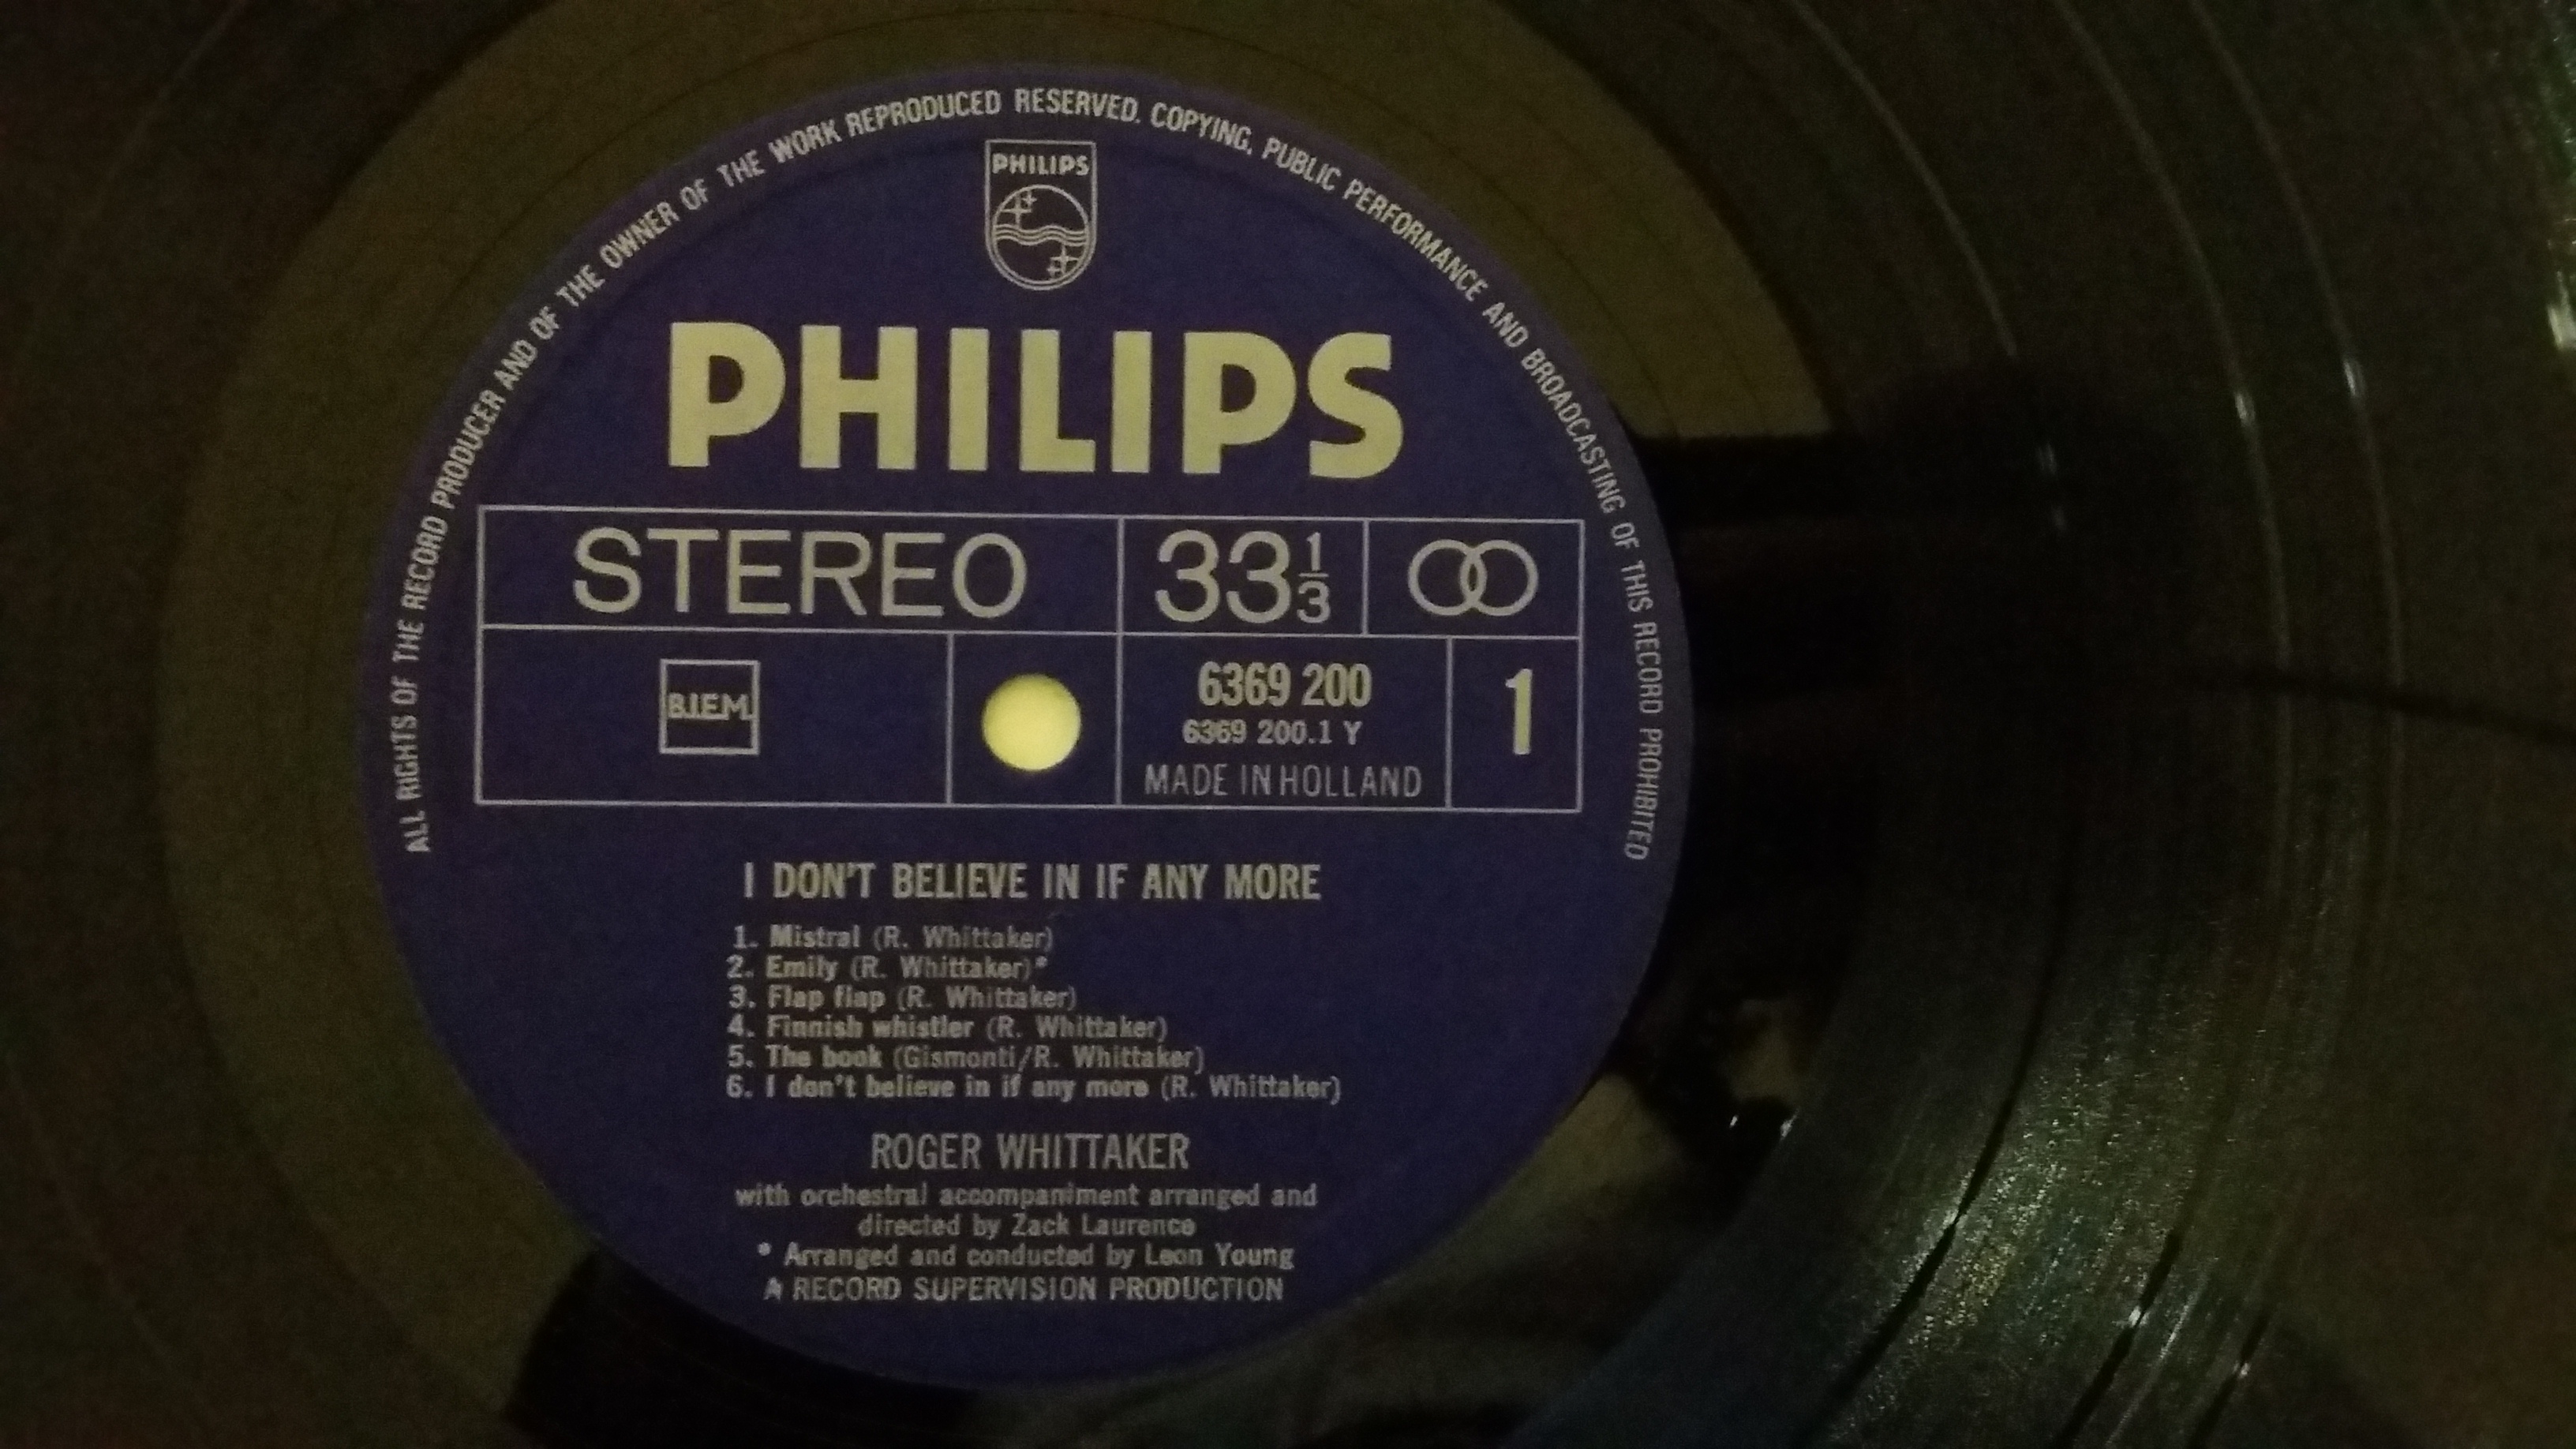 ALL RIGHTS OF THE RECORD PRODUCER AND OF THE OWNER OF THE WORK REPRODUCED RESERVED. COPYING, PUBLIC PERFORMANCE AND BROADCASTING OF THIS RECORD PROHIBITED
PHILIPS
PHILIPS
STEREO 33 1/3
B.I.E.M.
6369 200
6369 200.1 Y
MADE IN HOLLAND
1
I DON'T BELIEVE IN IF ANY MORE
1. Mistral (R. Whittaker)
2. Emily (R. Whittaker)*
3. Flap flap (R. Whittaker)
4. Finnish whistler (R. Whittaker)
5. The book (Gismonti/R. Whittaker)
6. I don't believe in if any more (R. Whittaker)
ROGER WHITTAKER
with orchestral accompaniment arranged and
directed by Zack Laurence
* Arranged and conducted by Leon Young
A RECORD SUPERVISION PRODUCTION